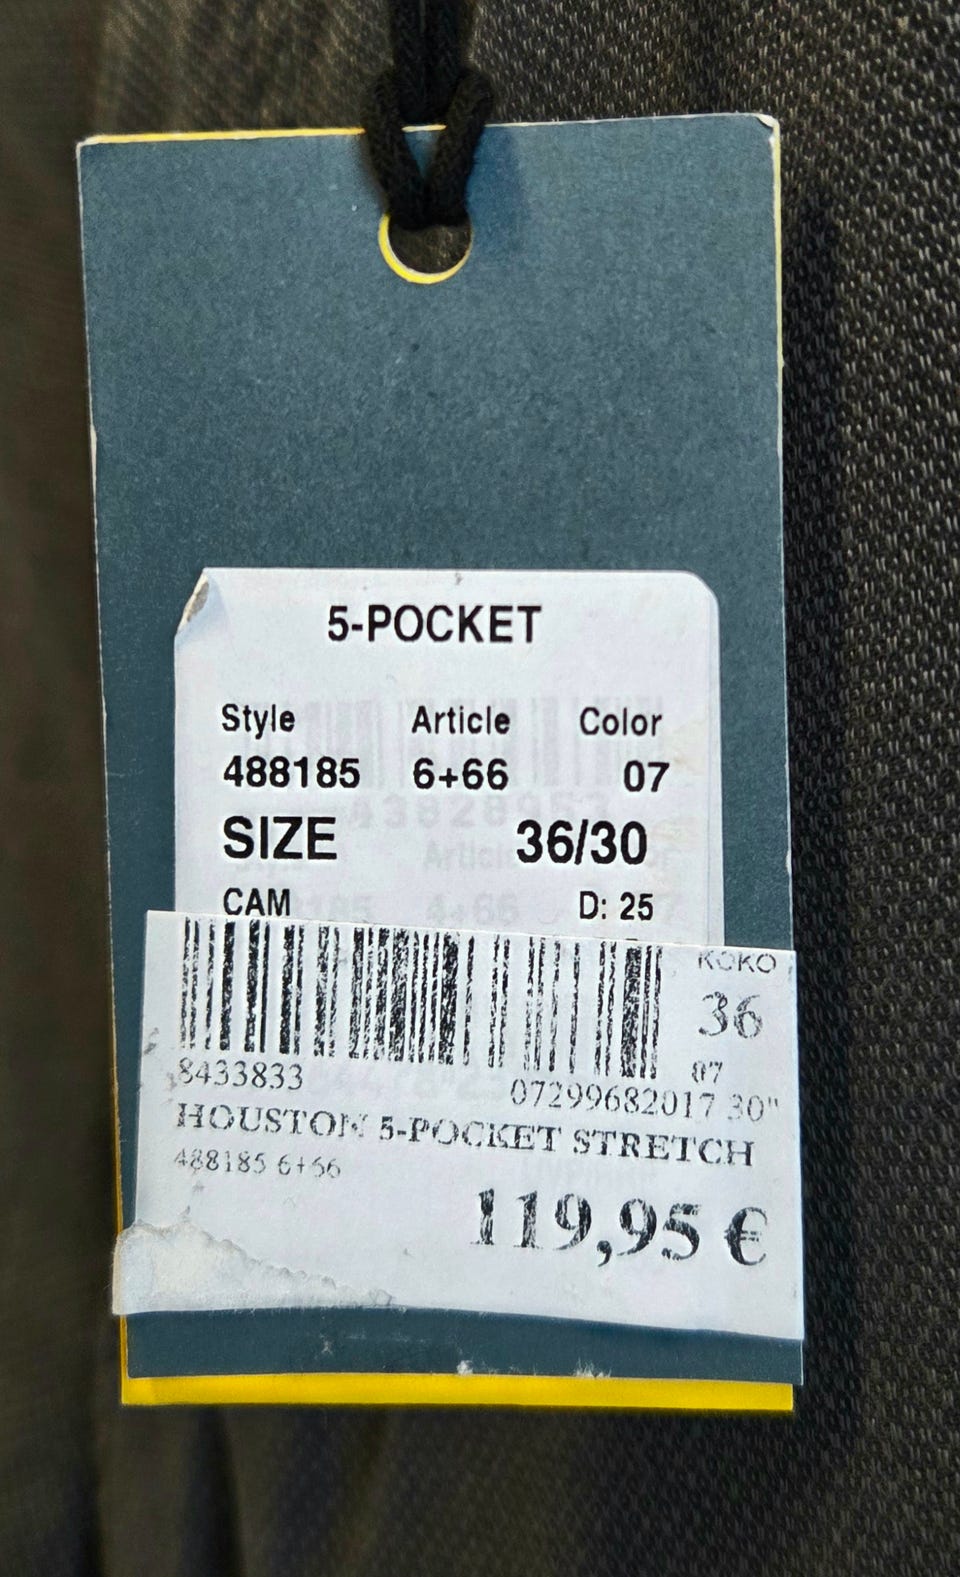 5-POCKET
Style Article Color
488185 6+66 07
SIZE 36/30
CAM D: 25
KOKO
36
07
8433833 07299682017 30"
HOUSTON 5-POCKET STRETCH
488185 6+66
119,95 €